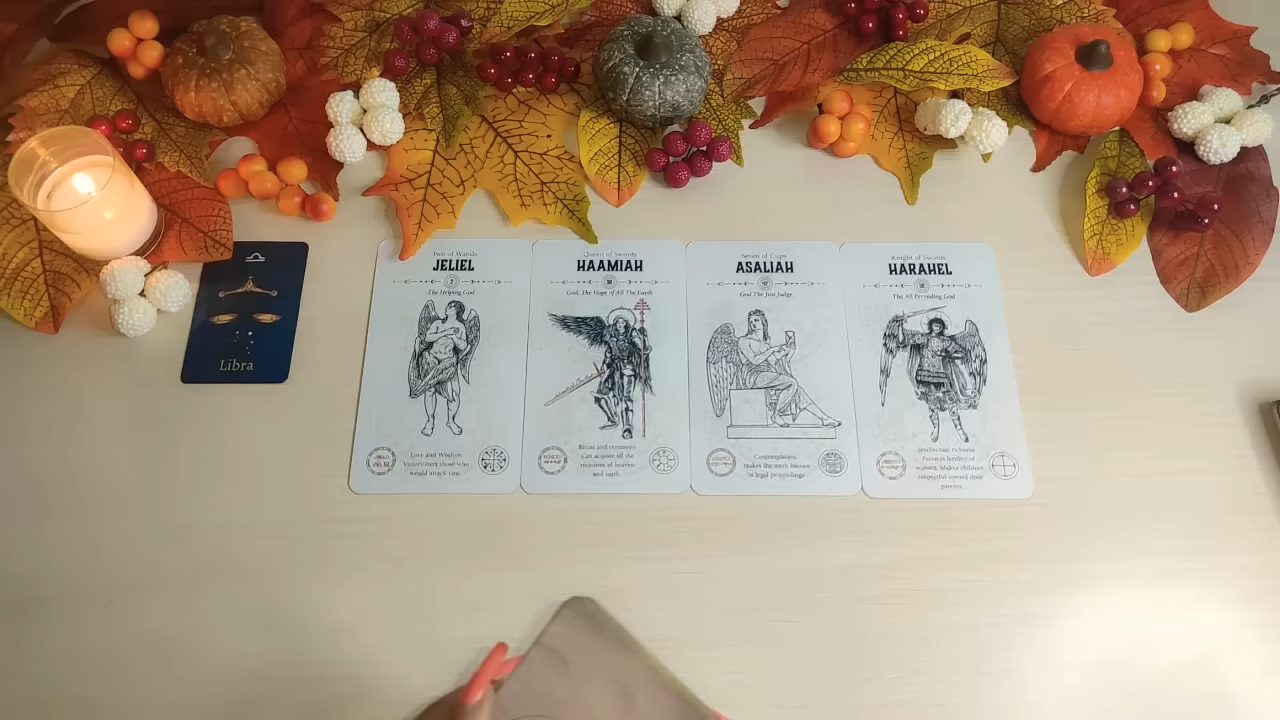 Libra
Two of Wands
JELIEL
2
The Helping God
Love and Wisdom
Victory over those who
would attack you
Queen of Swords
HAAMIAH
38
God, The Hope of All The Earth
Ritual and ceremony
Can acquire all the
treasures of heaven
and earth
Seven of Cups
ASALIAH
47
God The Just Judge
Contemplation
Makes the truth known
in legal proceedings
Knight of Swords
HARAHEL
The All Pervading God
Intellectual richness
women, Makes children
respectful toward their
parents